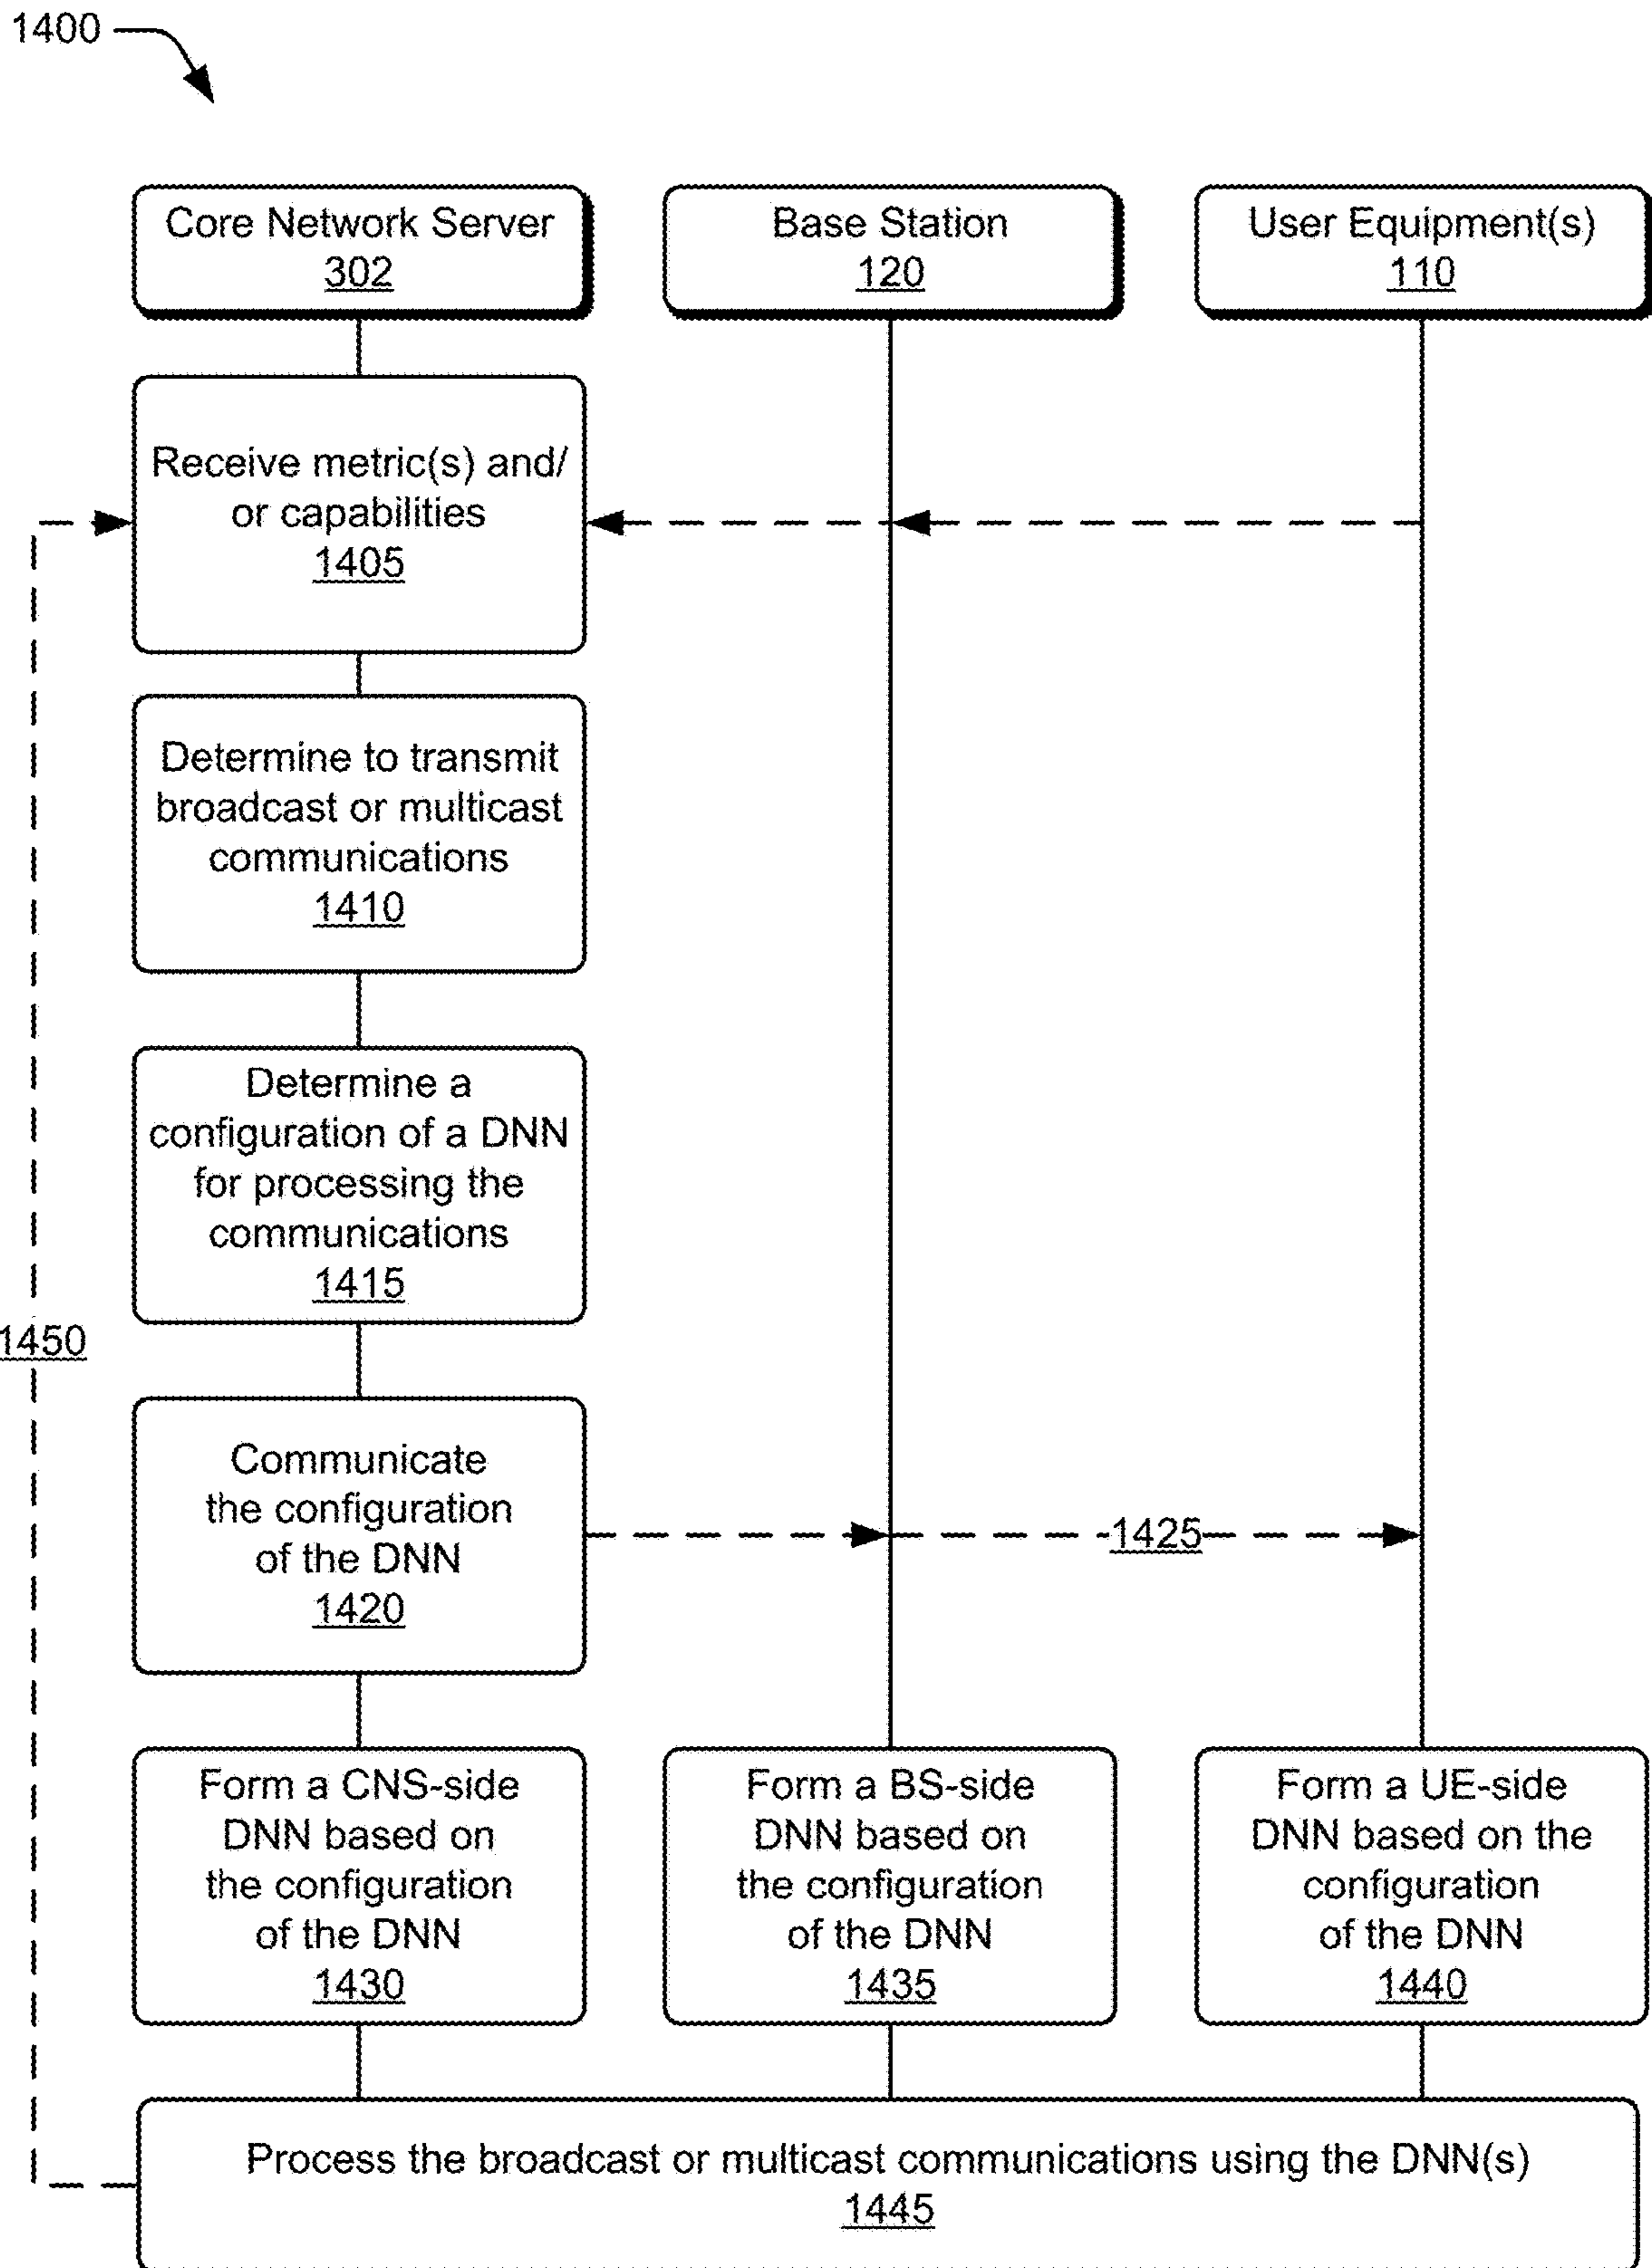 1400
Core Network Server
302
Base Station
120
User Equipment(s)
110
Receive metric(s) and/
or capabilities
1405
Determine to transmit
broadcast or multicast
communications
1410
Determine a
configuration of a DNN
for processing the
communications
1415
1450
Communicate
the configuration
of the DNN
1420
1425
Form a CNS-side
DNN based on
the configuration
of the DNN
1430
Form a BS-side
DNN based on
the configuration
of the DNN
1435
Form a UE-side
DNN based on the
configuration
of the DNN
1440
Process the broadcast or multicast communications using the DNN(s)
1445